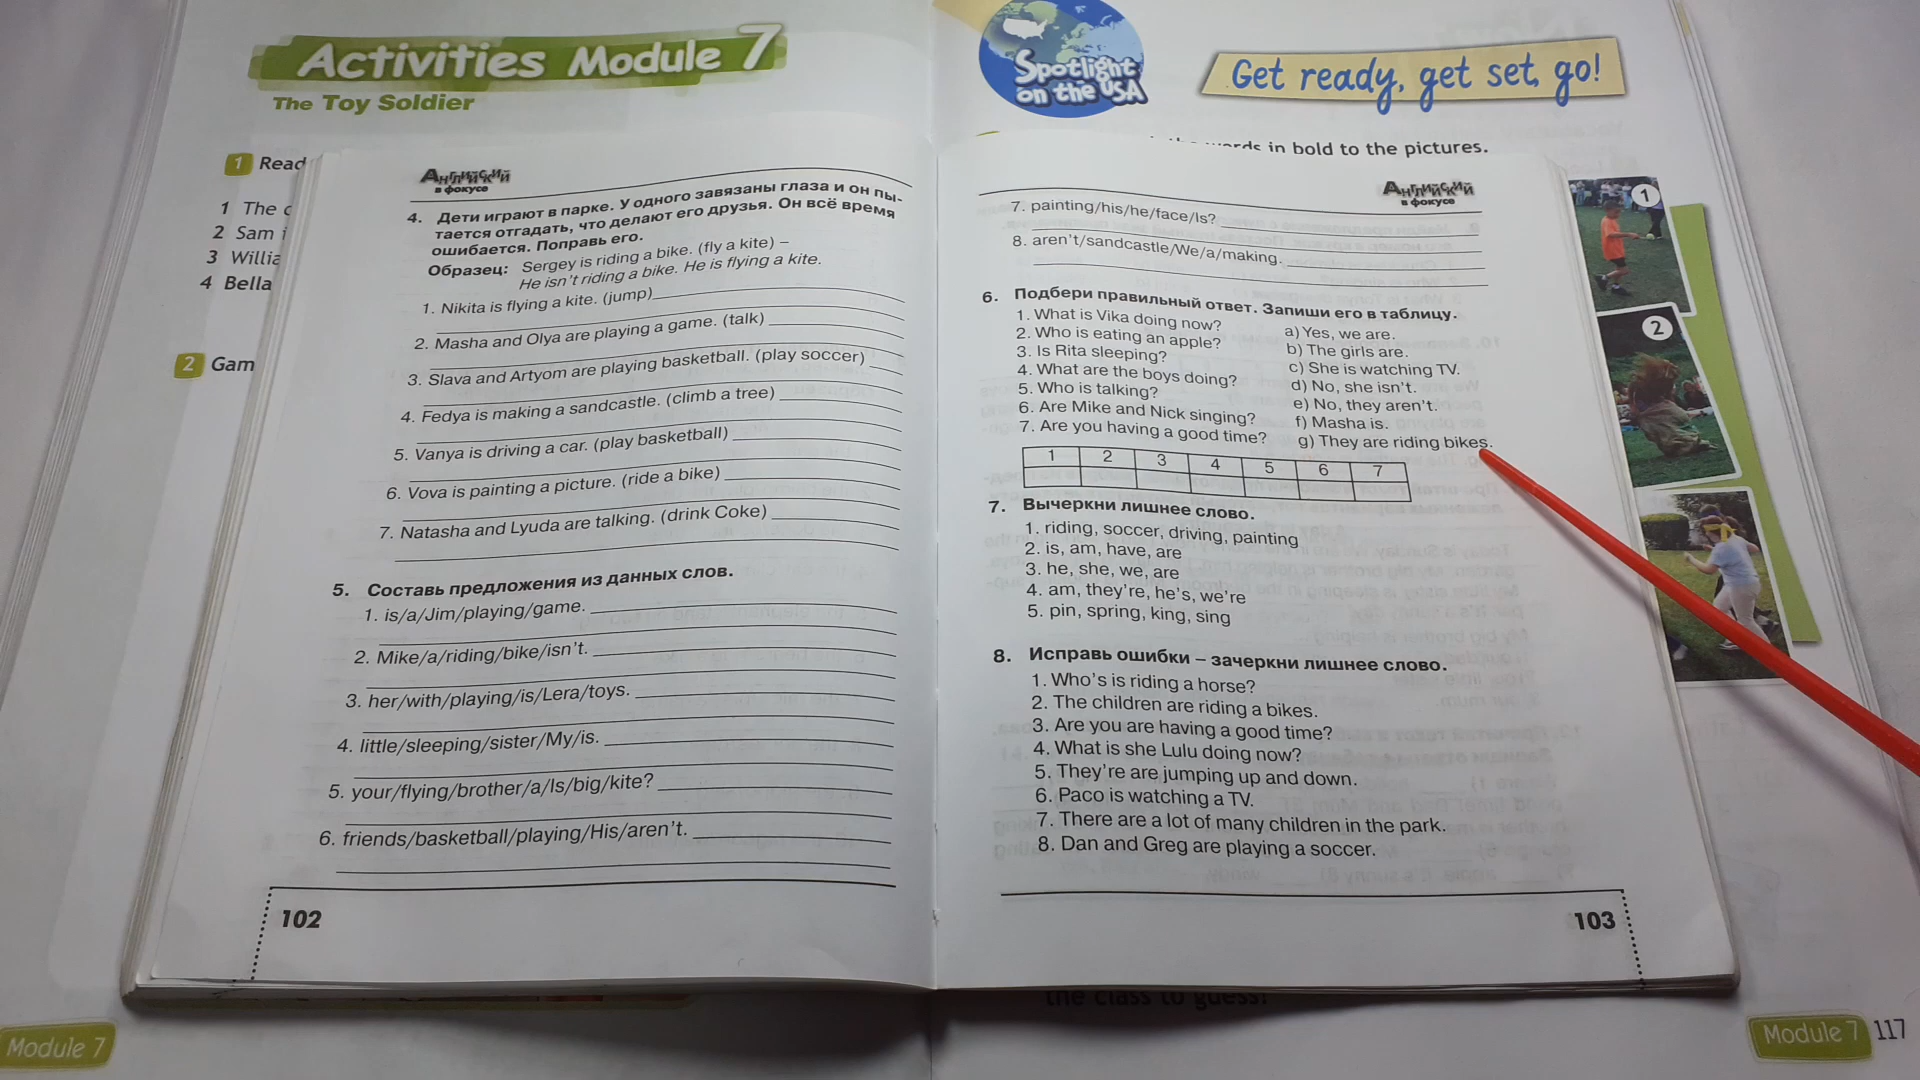 Activities Module 7
The Toy Soldier
1 Read
1 The
2 Sam
3 Willia
4 Bella
2 Gam
Module 7
Английский
в фокусе
4. Дети играют в парке. У одного завязаны глаза и он пы-
тается отгадать, что делают его друзья. Он всё время
ошибается. Поправь его.
Образец: Sergey is riding a bike. (fly a kite) –
He isn't riding a bike. He is flying a kite.
1. Nikita is flying a kite. (jump)
2. Masha and Olya are playing a game. (talk)
3. Slava and Artyom are playing basketball. (play soccer)
4. Fedya is making a sandcastle. (climb a tree)
5. Vanya is driving a car. (play basketball)
6. Vova is painting a picture. (ride a bike)
7. Natasha and Lyuda are talking. (drink Coke)
5. Составь предложения из данных слов.
1. is/a/Jim/playing/game.
2. Mike/a/riding/bike/isn't.
3. her/with/playing/is/Lera/toys.
4. little/sleeping/sister/My/is.
5. your/flying/brother/a/Is/big/kite?
6. friends/basketball/playing/His/aren't.
102
Spotlight
on the USA
Get ready, get set, go!
words in bold to the pictures.
Английский
в фокусе
7. painting/his/he/face/Is?
8. aren't/sandcastle/We/a/making.
6. Подбери правильный ответ. Запиши его в таблицу.
1. What is Vika doing now?
a) Yes, we are.
2. Who is eating an apple?
b) The girls are.
3. Is Rita sleeping?
c) She is watching TV.
4. What are the boys doing?
d) No, she isn't.
5. Who is talking?
e) No, they aren't.
6. Are Mike and Nick singing?
f) Masha is.
7. Are you having a good time?
g) They are riding bikes.
1 2 3 4 5 6 7
7. Вычеркни лишнее слово.
1. riding, soccer, driving, painting
2. is, am, have, are
3. he, she, we, are
4. am, they're, he's, we're
5. pin, spring, king, sing
8. Исправь ошибки – зачеркни лишнее слово.
1. Who's is riding a horse?
2. The children are riding a bikes.
3. Are you are having a good time?
4. What is she Lulu doing now?
5. They're are jumping up and down.
6. Paco is watching a TV.
7. There are a lot of many children in the park.
8. Dan and Greg are playing a soccer.
103
1
2
the class to guess!
Module 7 117